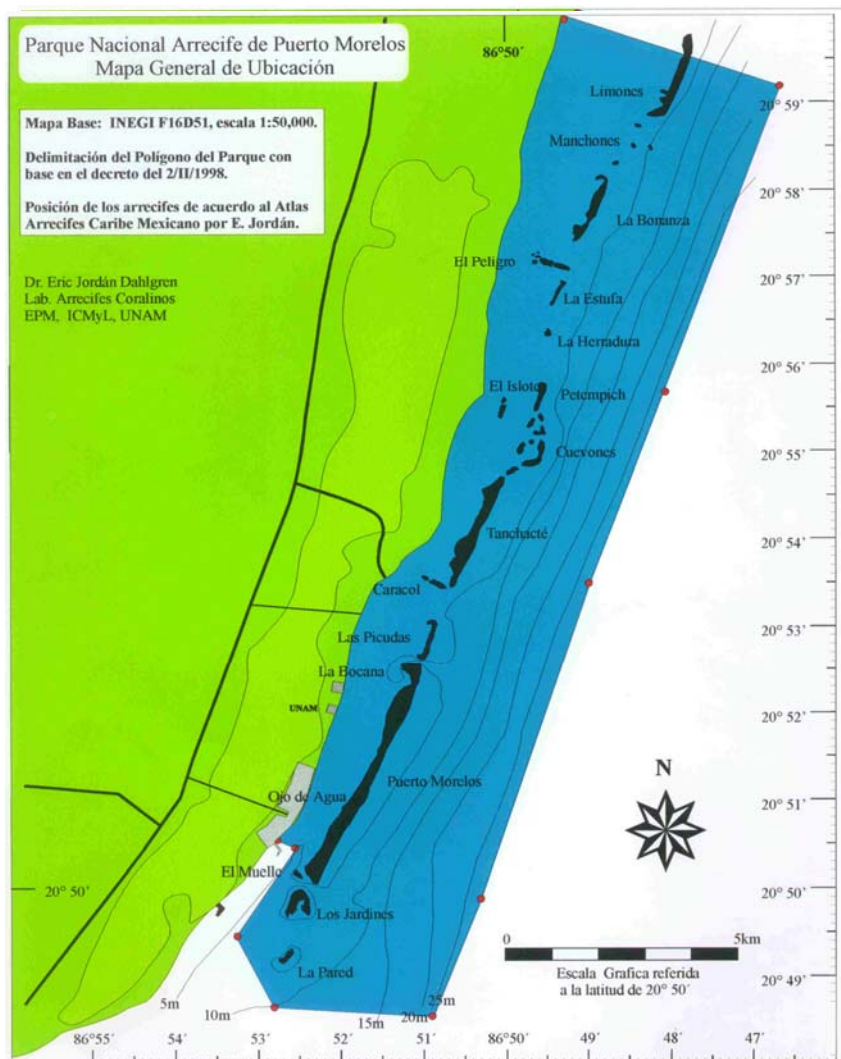 Parque Nacional Arrecife de Puerto Morelos
Mapa General de Ubicación
86° 50´
Mapa Base: INEGI F16D51, escala 1:50,000.
Delimitación del Polígono del Parque con
base en el decreto del 2/II/1998.
Posición de los arrecifes de acuerdo al Atlas
Arrecifes Caribe Mexicano por E. Jordán.
Dr. Eric Jordán Dahlgren
Lab. Arrecifes Coralinos
EPM, ICMyL, UNAM
Limones
20° 59´
Manchones
20° 58´
La Bonanza
El Peligro
20° 57´
La Estufa
La Herradura
20° 56´
El Islote
Petempich
20° 55´
Cuevones
Tanchacté
20° 54´
Caracol
20° 53´
Las Picudas
La Bocana
UNAM
20° 52´
N
Puerto Morelos
Ojo de Agua
20° 51´
El Muelle
20° 50´
20° 50´
Los Jardines
0
5km
La Pared
Escala Grafica referida
a la latitud de 20° 50´
20° 49´
5m
10m
15m
20m
25m
86° 55´
54´
53´
52´
51´
86° 50´
49´
48´
47´